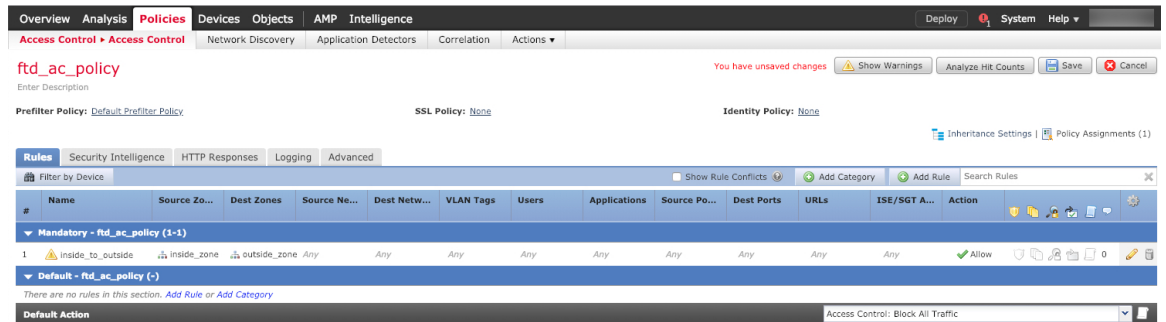 Overview Analysis Policies Devices Objects AMP Intelligence Deploy 1 System Help
Access Control ▸ Access Control Network Discovery Application Detectors Correlation Actions
ftd_ac_policy You have unsaved changes Show Warnings Analyze Hit Counts Save Cancel
Enter Description
Prefilter Policy: Default Prefilter Policy SSL Policy: None Identity Policy: None
Inheritance Settings | Policy Assignments (1)
Rules Security Intelligence HTTP Responses Logging Advanced
Filter by Device Show Rule Conflicts Add Category Add Rule Search Rules
# Name Source Zo... Dest Zones Source Ne... Dest Netw... VLAN Tags Users Applications Source Po... Dest Ports URLs ISE/SGT A... Action
Mandatory - ftd_ac_policy (1-1)
1 inside_to_outside inside_zone outside_zone Any Any Any Any Any Any Any Any Any Allow 0
Default - ftd_ac_policy (-)
There are no rules in this section. Add Rule or Add Category
Default Action Access Control: Block All Traffic